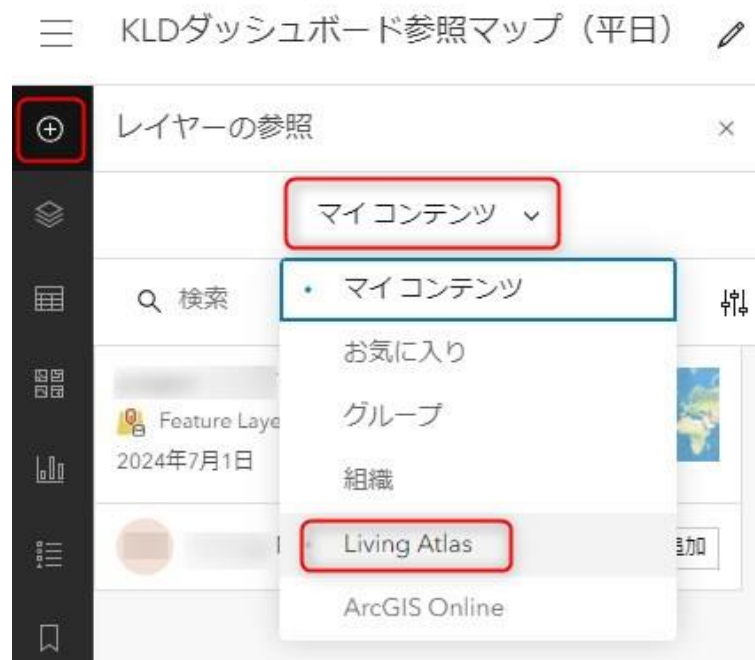 KLDダッシュボード参照マップ（平日）
レイヤーの参照
マイ コンテンツ
検索
マイ コンテンツ
お気に入り
グループ
組織
Living Atlas
ArcGIS Online
Feature Laye
2024年7月1日
追加